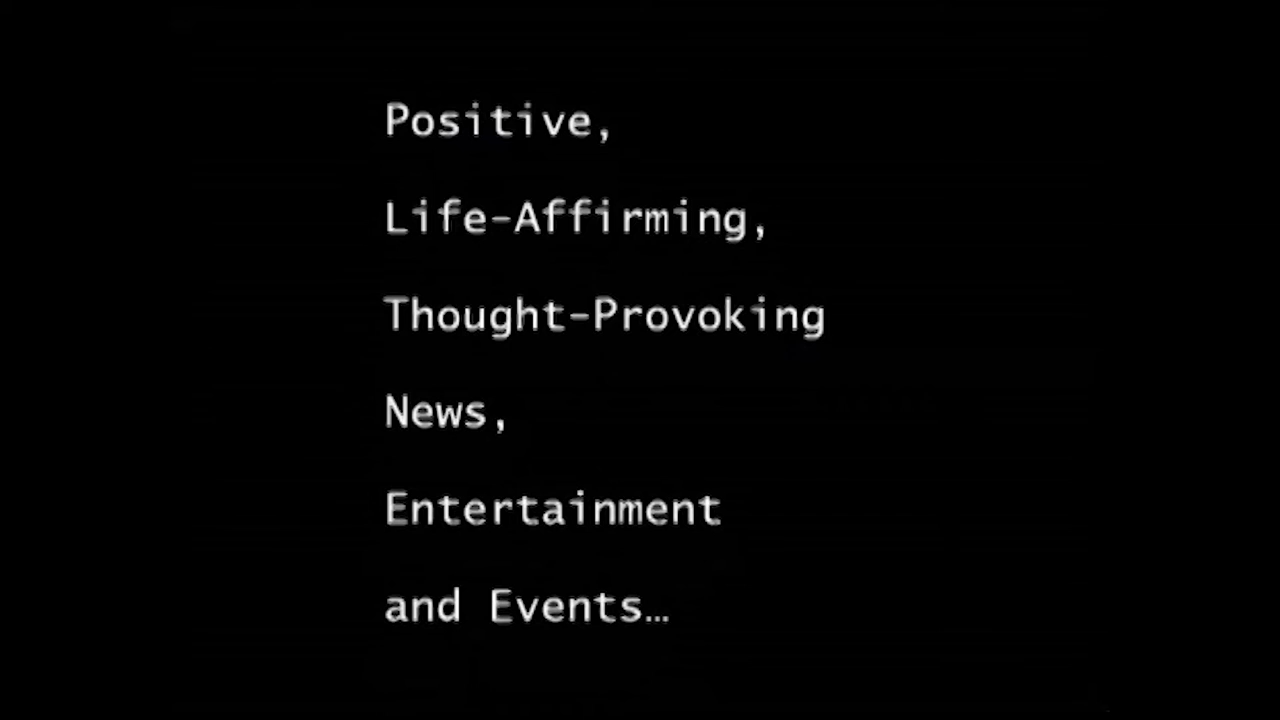 Positive,
Life-Affirming,
Thought-Provoking
News,
Entertainment
and Events…